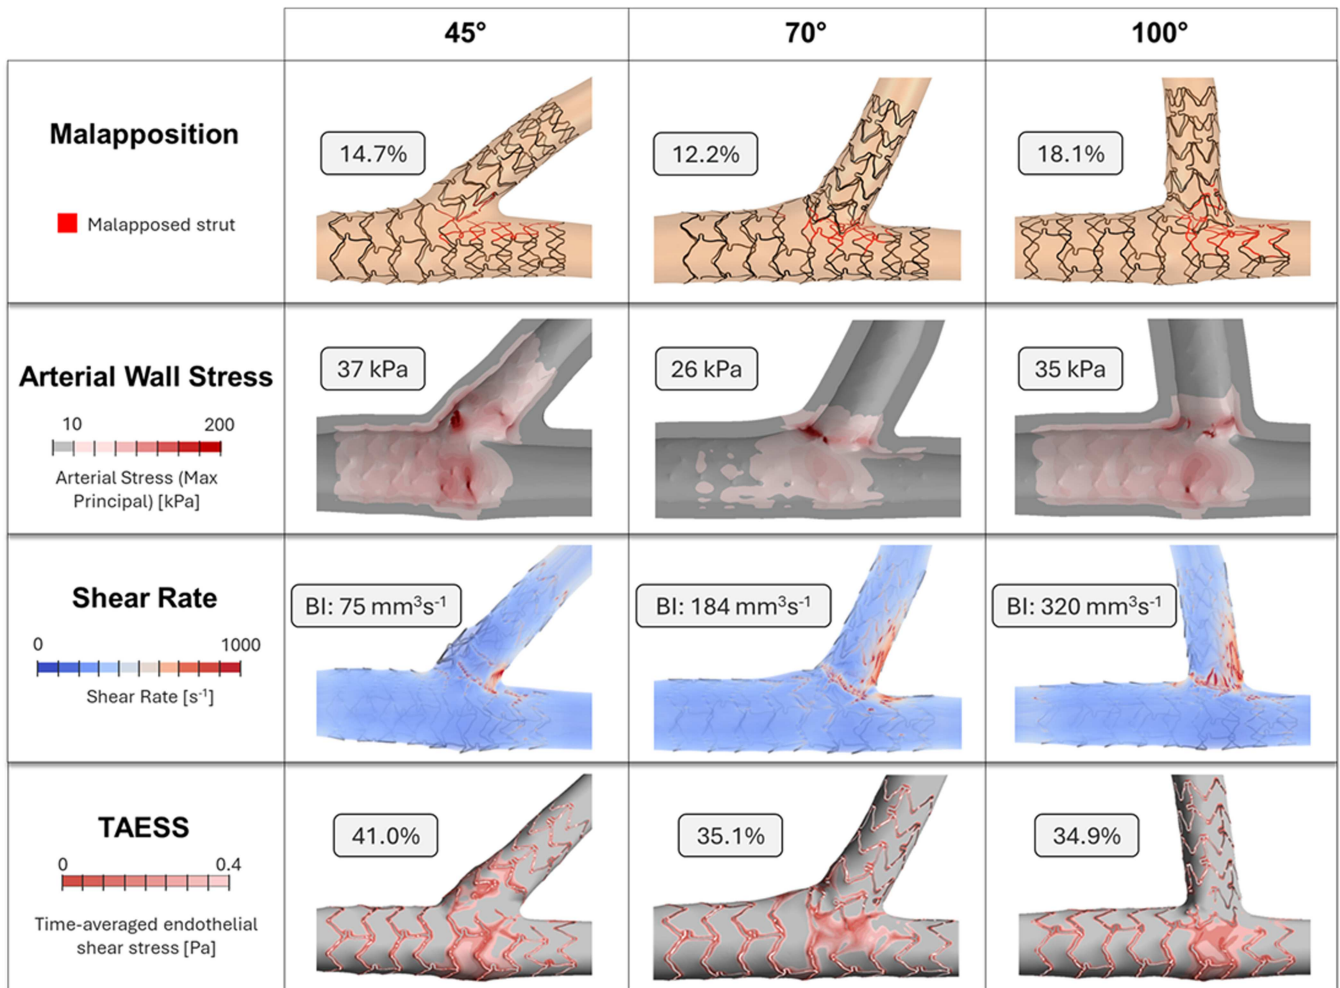 45° 70° 100°
Malapposition
Malapposed strut
14.7% 12.2% 18.1%
Arterial Wall Stress
10 200
Arterial Stress (Max
Principal) [kPa]
37 kPa 26 kPa 35 kPa
Shear Rate
0 1000
Shear Rate [s⁻¹]
BI: 75 mm³s⁻¹ BI: 184 mm³s⁻¹ BI: 320 mm³s⁻¹
TAESS
0 0.4
Time-averaged endothelial
shear stress [Pa]
41.0% 35.1% 34.9%